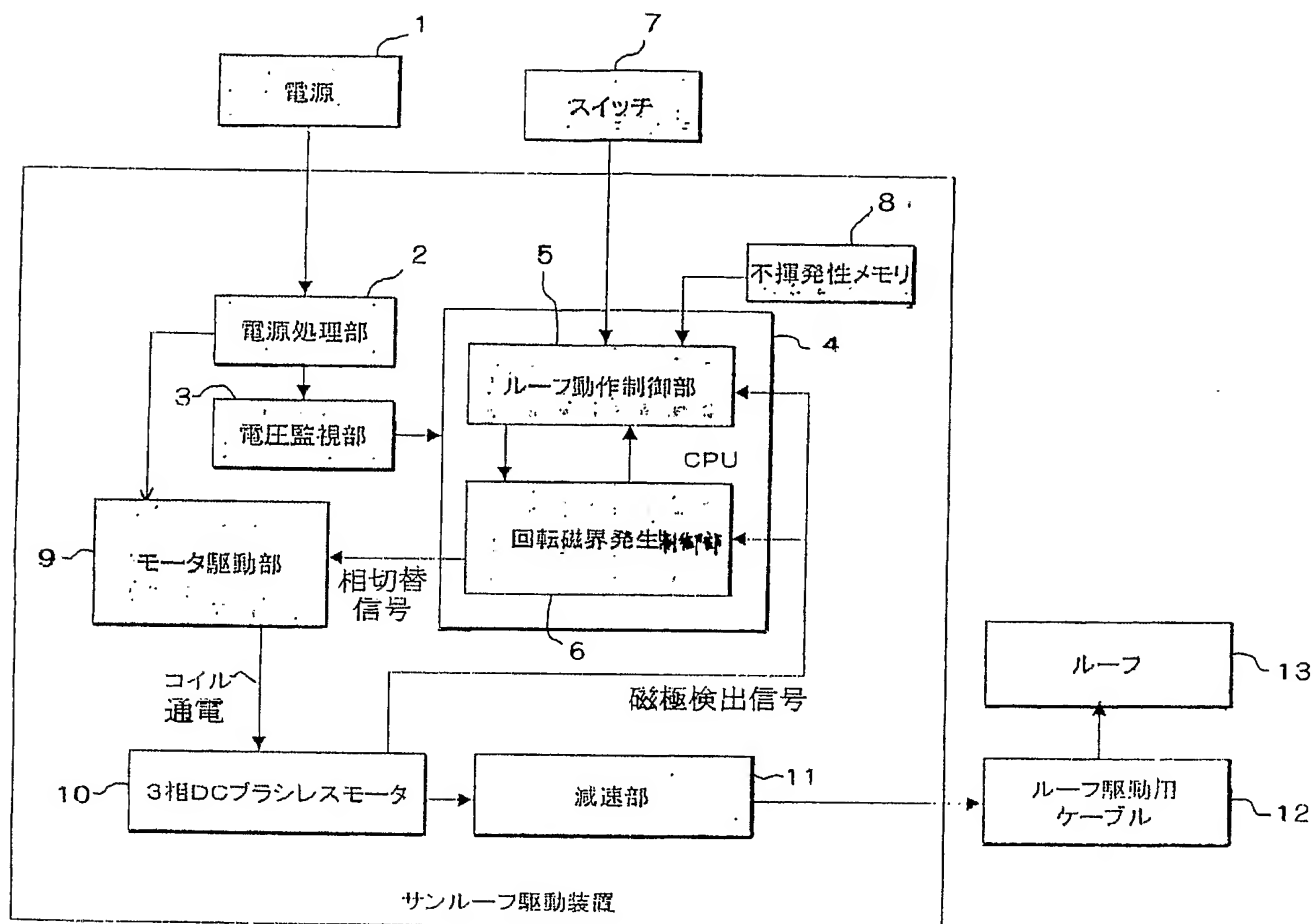 1
電源
7
スイッチ
8
不揮発性メモリ
2
電源処理部
5
ルーフ動作制御部
4
3
電圧監視部
CPU
9
モータ駆動部
相切替
信号
回転磁界発生制御部
6
コイル
通電
磁極検出信号
ルーフ
13
10
3相DCブラシレスモータ
減速部
11
ルーフ駆動用
ケーブル
12
サンルーフ駆動装置